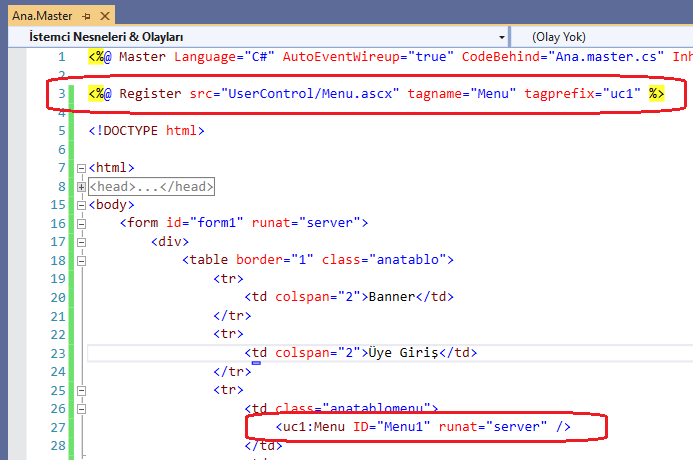 Ana.Master
İstemci Nesneleri & Olayları
(Olay Yok)
1 <%@ Master Language="C#" AutoEventWireup="true" CodeBehind="Ana.master.cs" Inh
2
3 <%@ Register src="UserControl/Menu.ascx" tagname="Menu" tagprefix="uc1" %>
4
5 <!DOCTYPE html>
6
7 <html>
8 <head>...</head>
15 <body>
16 <form id="form1" runat="server">
17 <div>
18 <table border="1" class="anatablo">
19 <tr>
20 <td colspan="2">Banner</td>
21 </tr>
22 <tr>
23 <td colspan="2">Üye Giriş</td>
24 </tr>
25 <tr>
26 <td class="anatablomenu">
27 <uc1:Menu ID="Menu1" runat="server" />
28 </td>